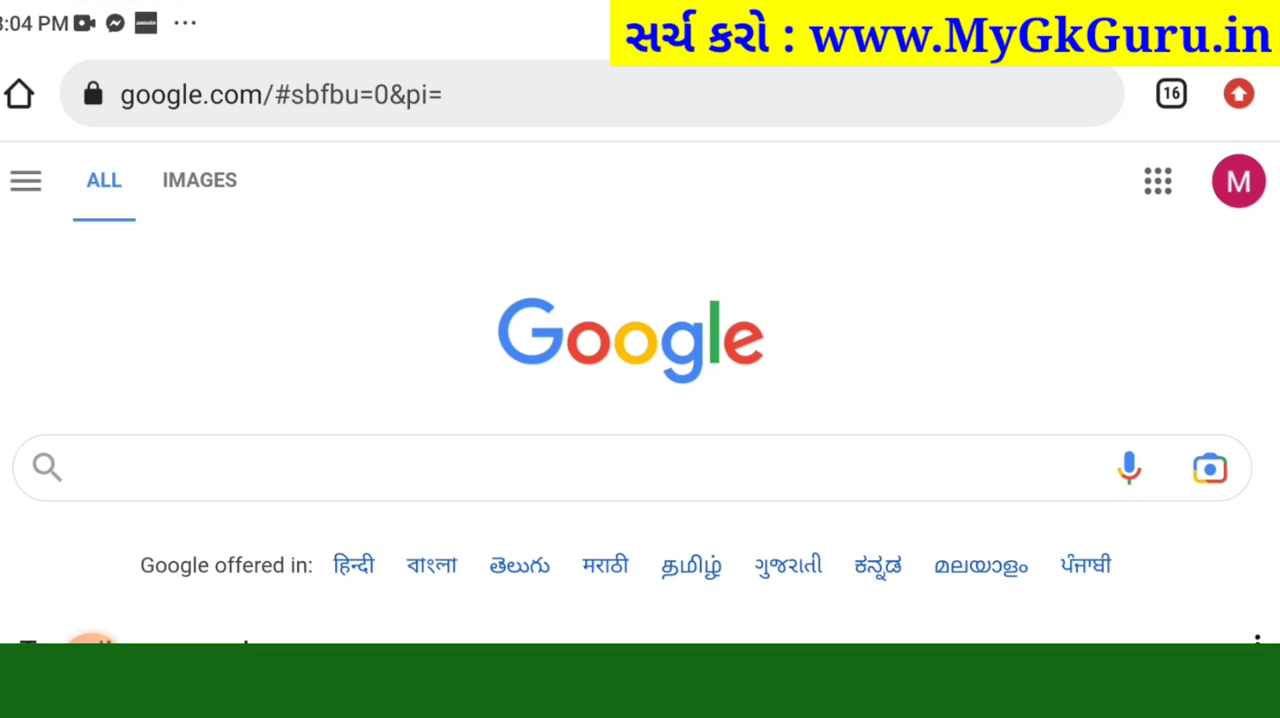 :04 PM
સર્ચ કરો : www.MyGkGuru.in
google.com/#sbfbu=0&pi=
16
ALL IMAGES
M
Google
Google offered in: हिन्दी বাংলা తెలుగు मराठी தமிழ் ગુજરાતી ಕನ್ನಡ മലയാളം ਪੰਜਾਬੀ